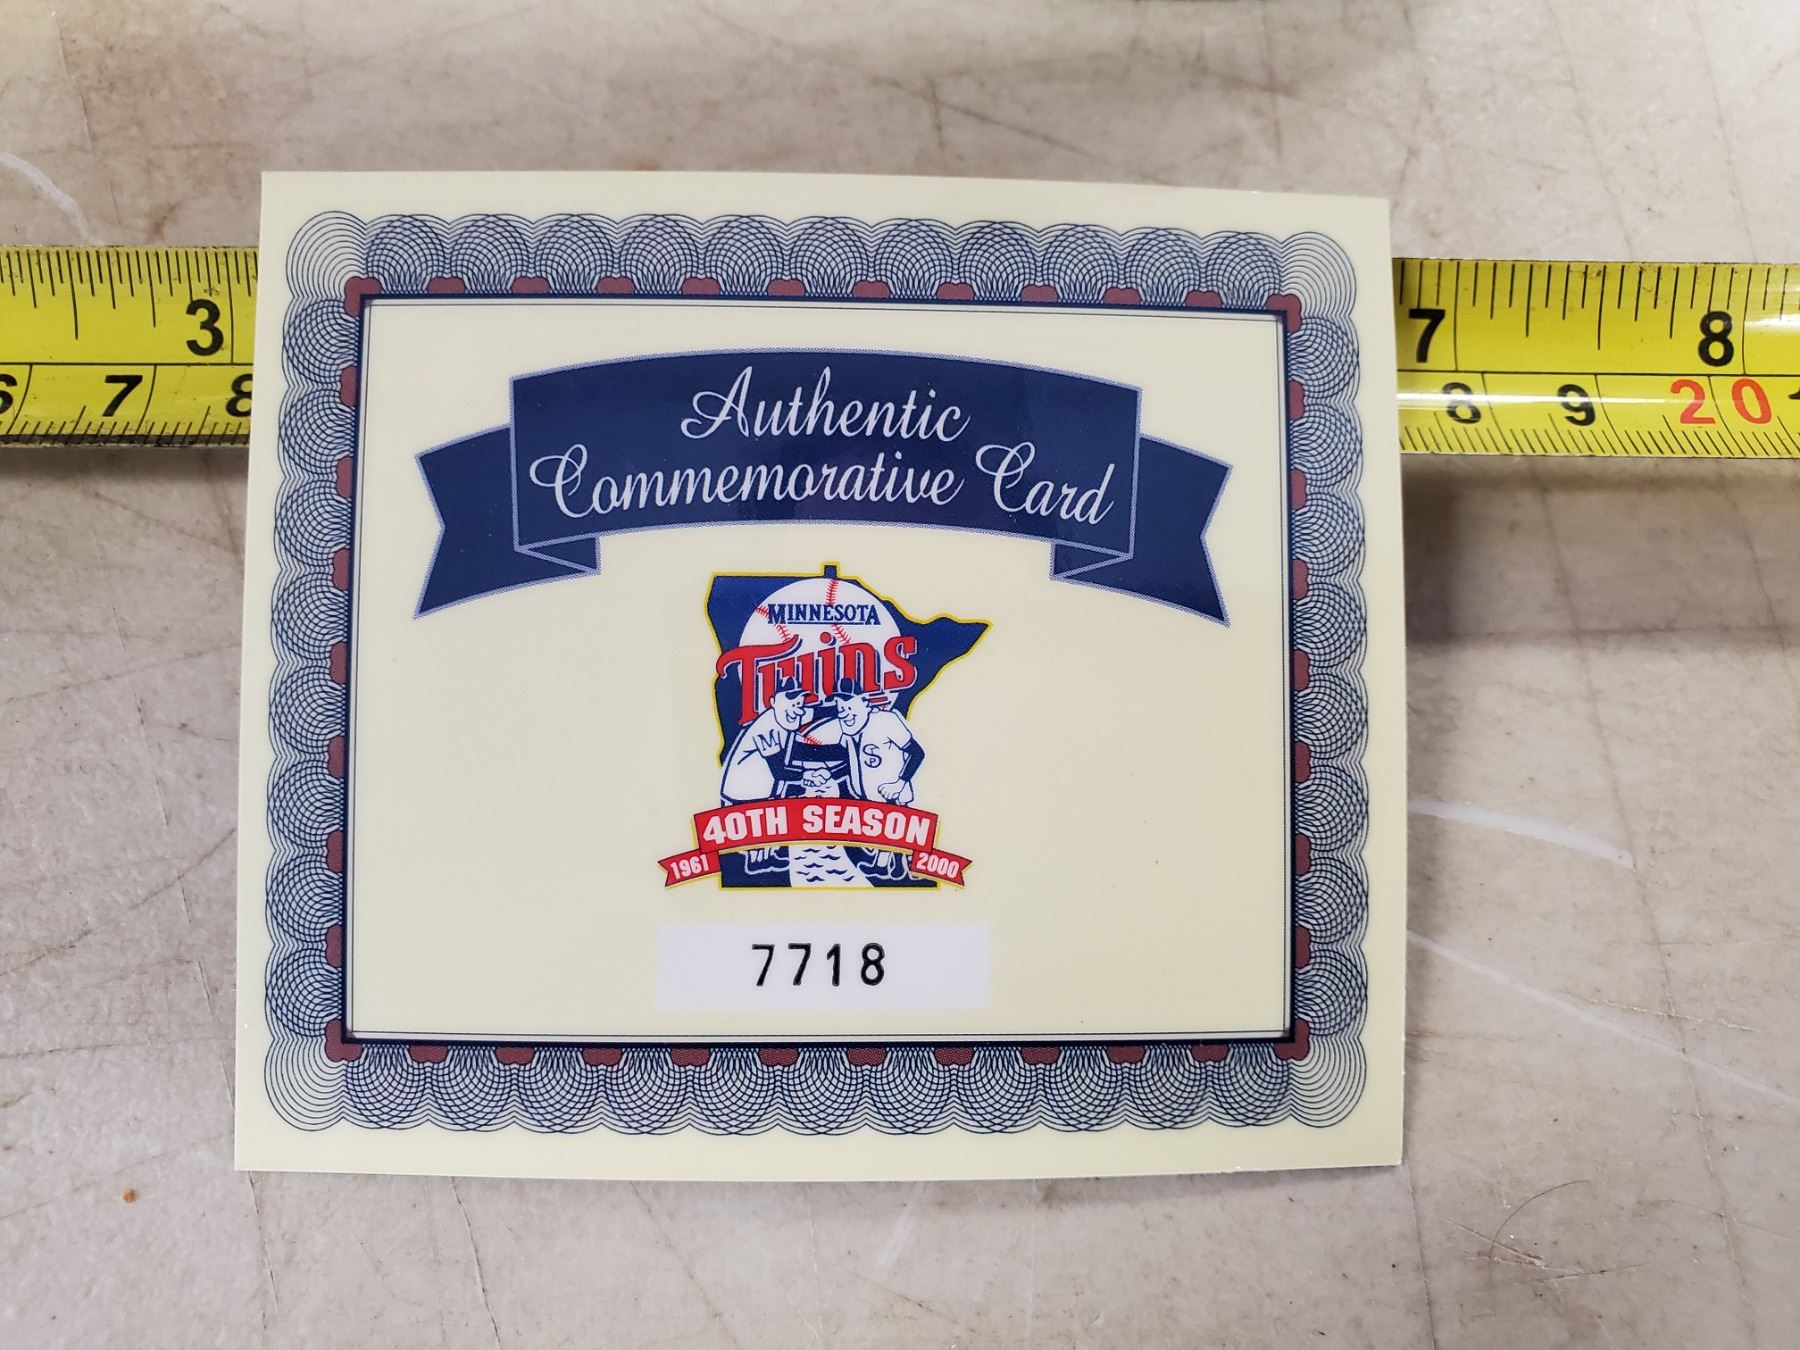 Authentic
Commemorative Card
MINNESOTA
Twins
M
S
40TH SEASON
1961
2000
7718
3
7
8
6
7
8
8
9
20